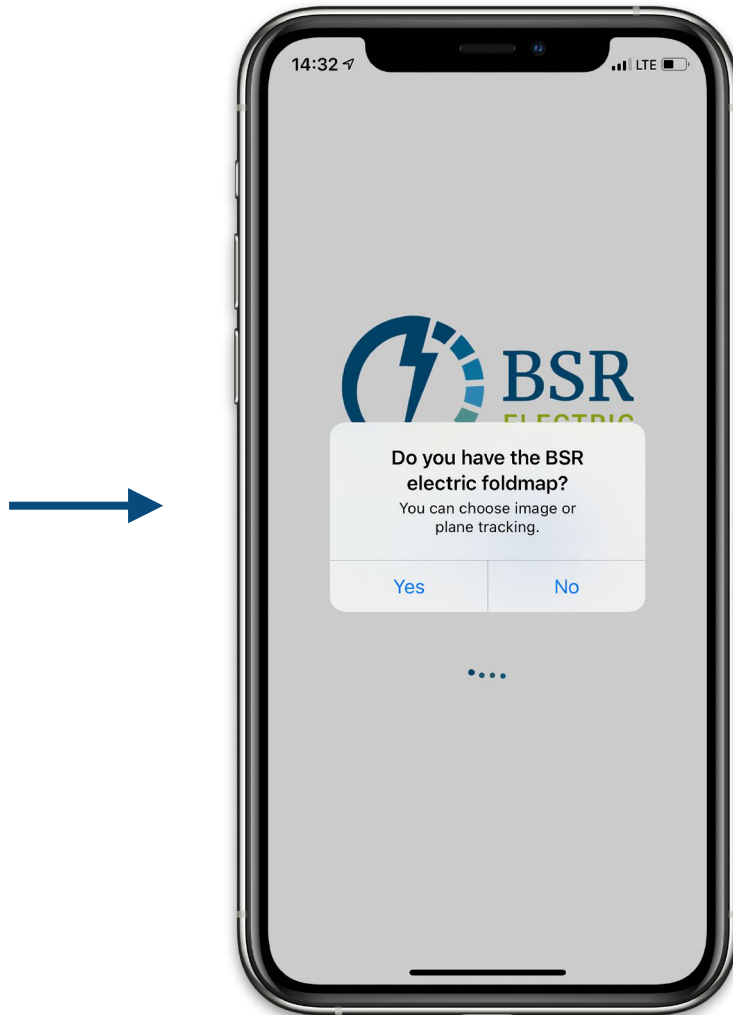 14:32
LTE
BSR
ELECTRIC
Do you have the BSR
electric foldmap?
You can choose image or
plane tracking.
Yes
No